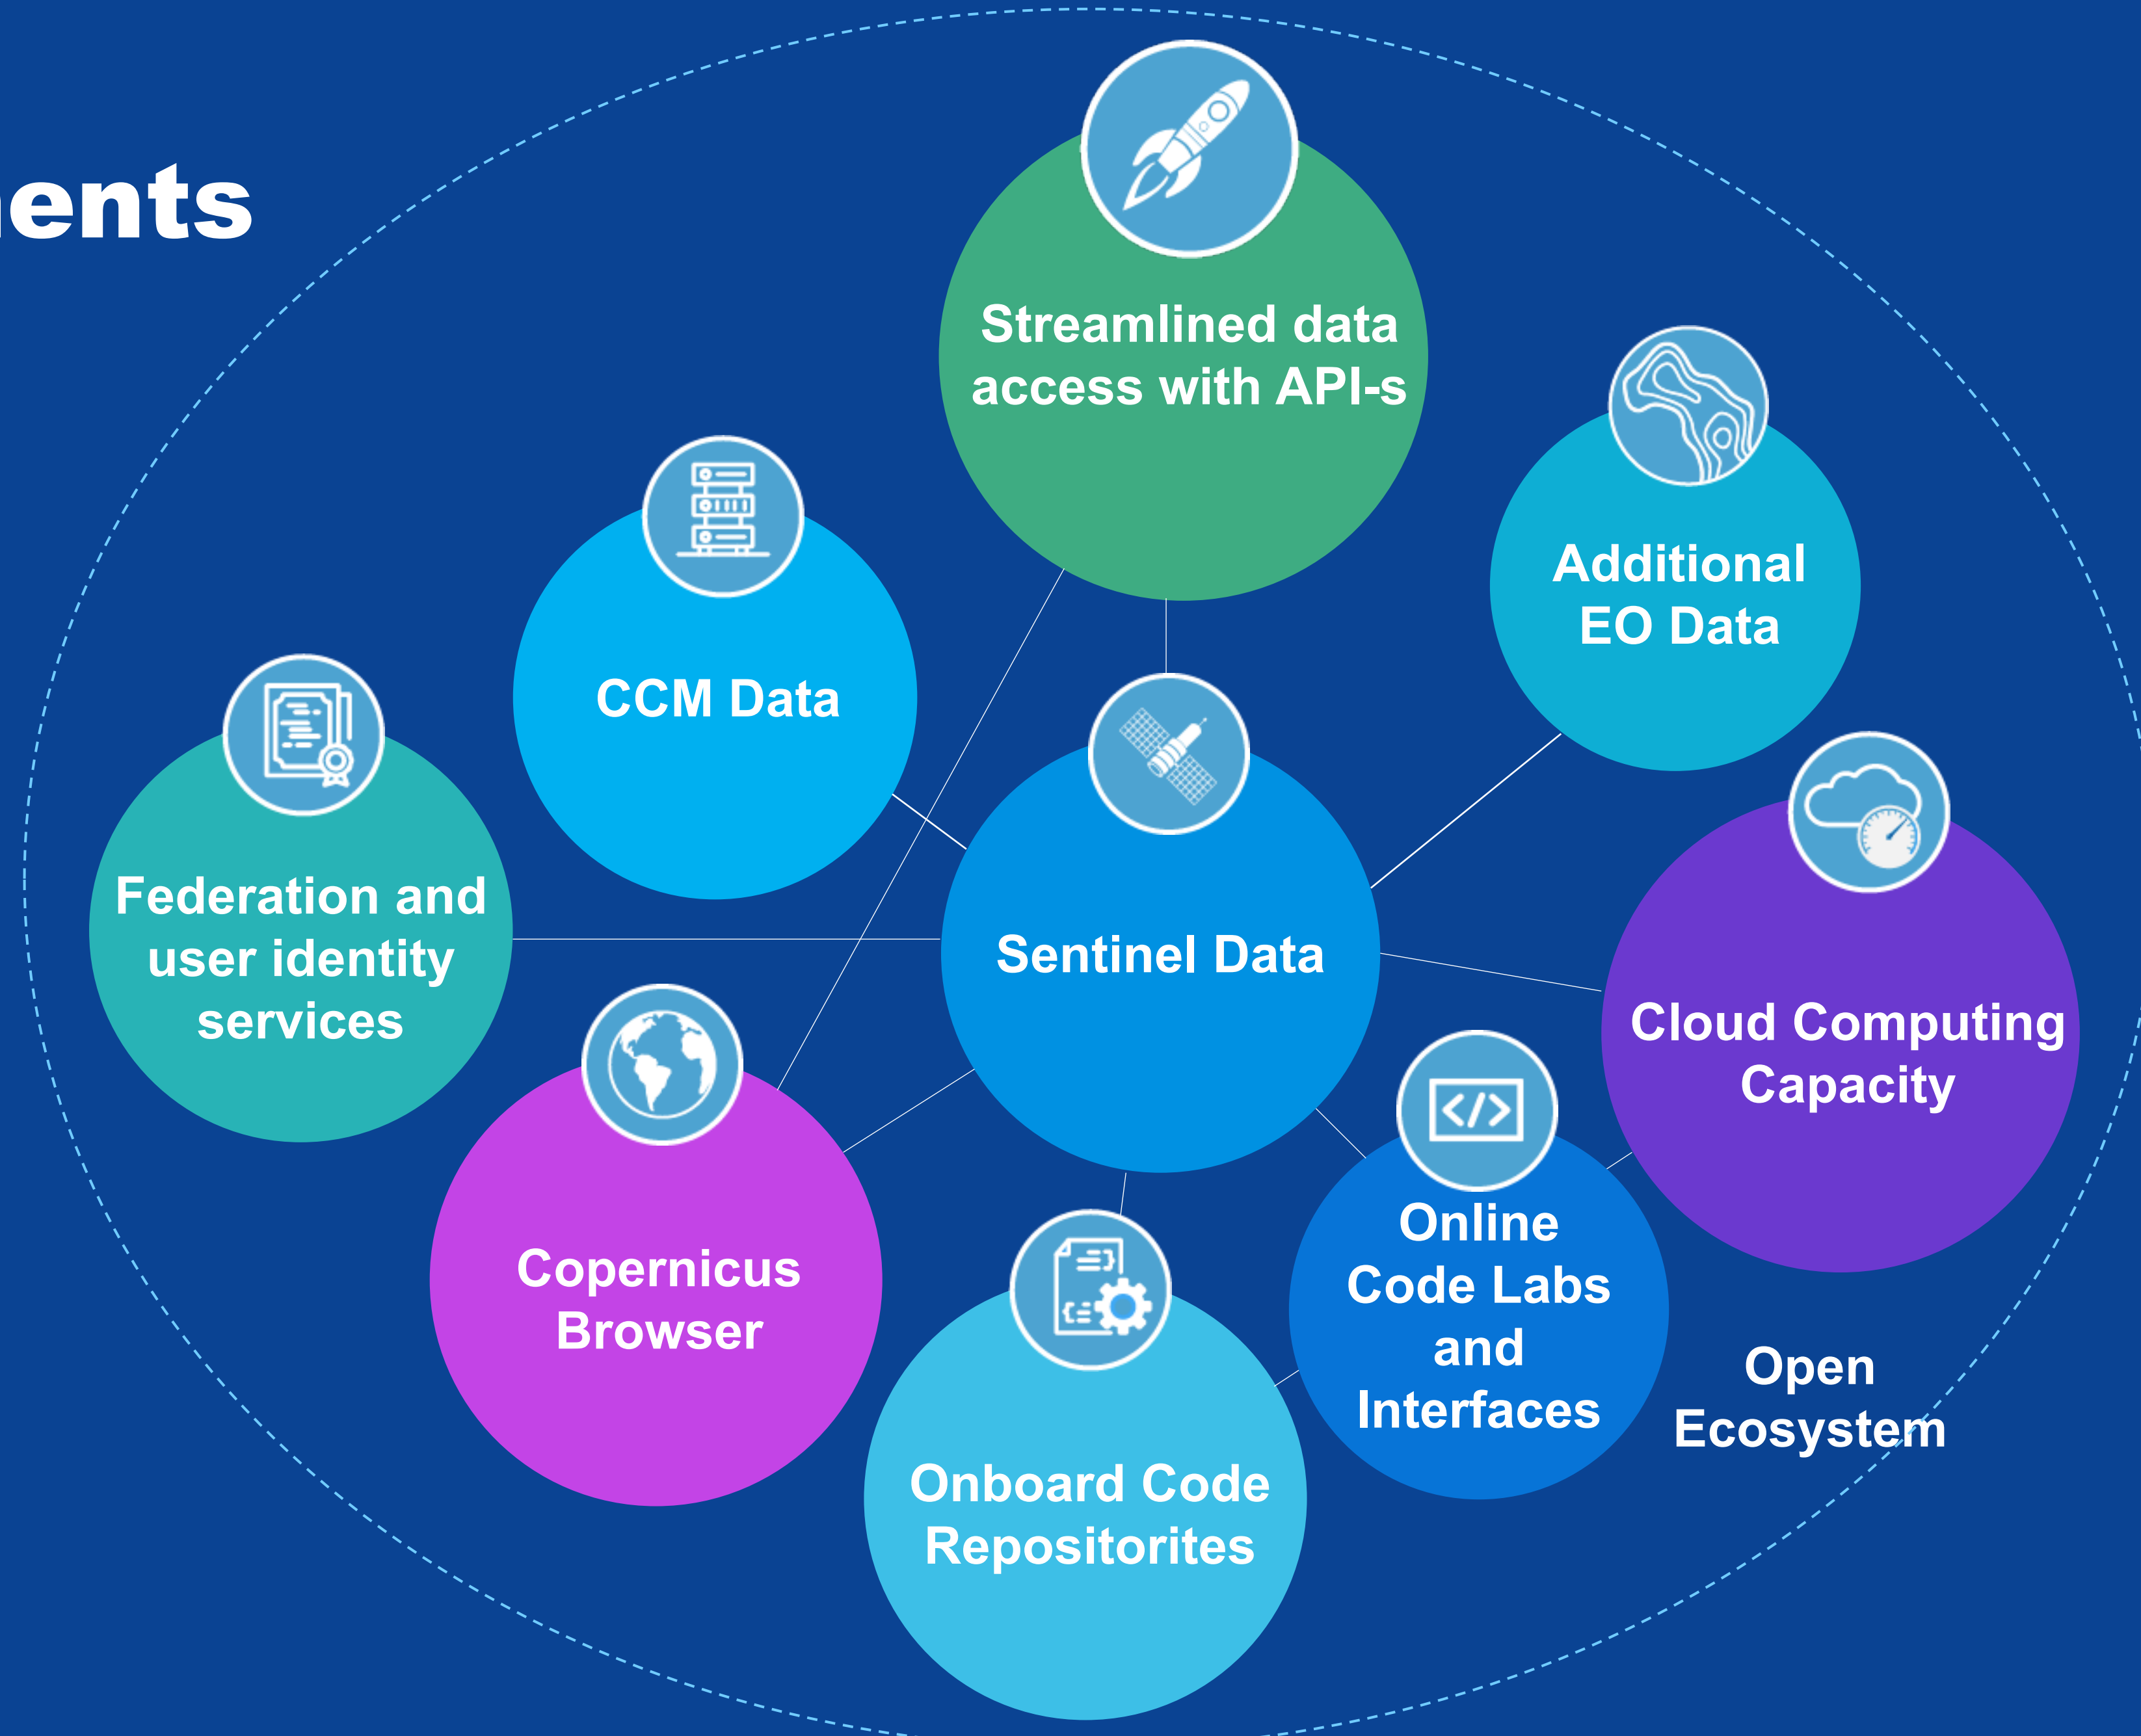 ents
Streamlined data
access with API-s
Additional
EO Data
CCM Data
Federation and
user identity
services
Sentinel Data
Cloud Computing
Capacity
Copernicus
Browser
Online
Code Labs
and
Interfaces
Open
Ecosystem
Onboard Code
Repositorites